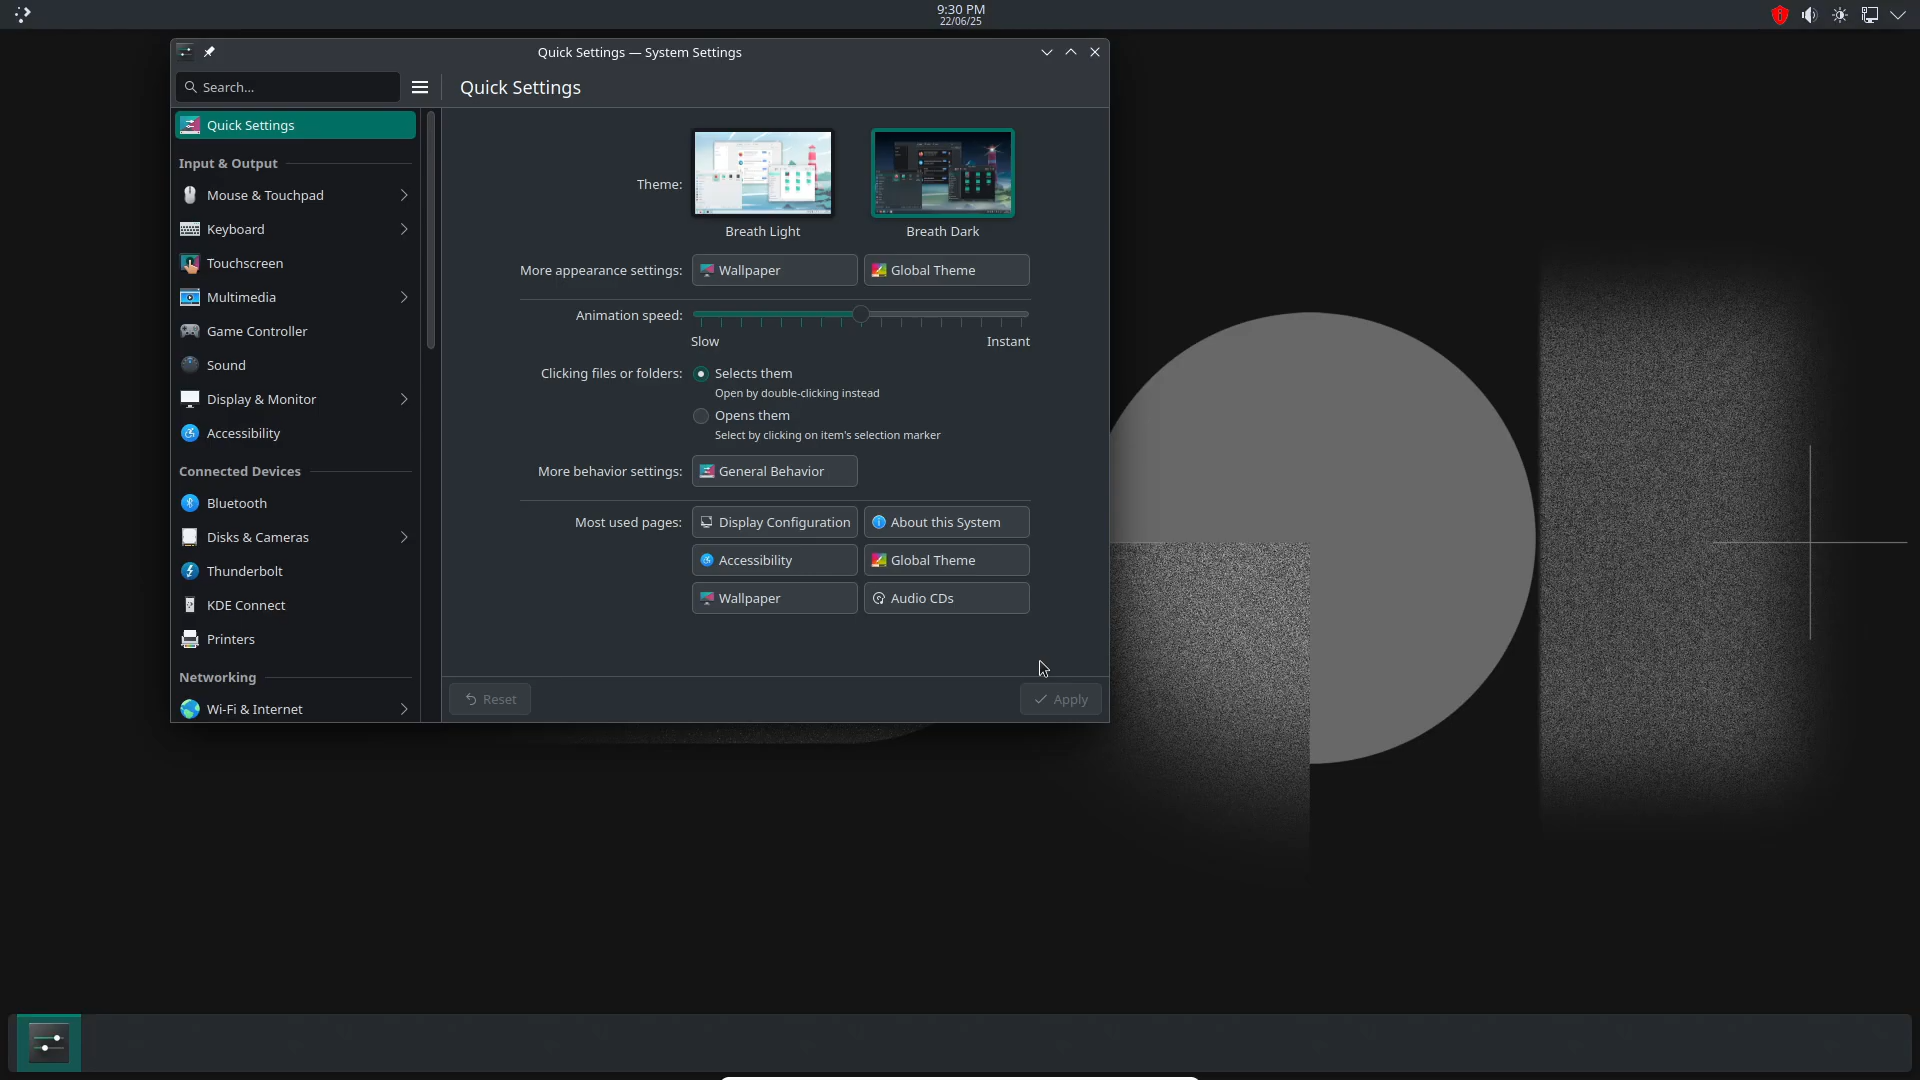 9:30 PM
22/06/25
Quick Settings — System Settings
Search...
Quick Settings
Quick Settings
Input & Output
Mouse & Touchpad
Keyboard
Touchscreen
Multimedia
Game Controller
Sound
Display & Monitor
Accessibility
Connected Devices
Bluetooth
Disks & Cameras
Thunderbolt
KDE Connect
Printers
Networking
Wi-Fi & Internet
Theme:
Breath Light
Breath Dark
More appearance settings:
Wallpaper
Global Theme
Animation speed:
Slow
Instant
Clicking files or folders:
Selects them
Open by double-clicking instead
Opens them
Select by clicking on item's selection marker
More behavior settings:
General Behavior
Most used pages:
Display Configuration
About this System
Accessibility
Global Theme
Wallpaper
Audio CDs
Reset
Apply